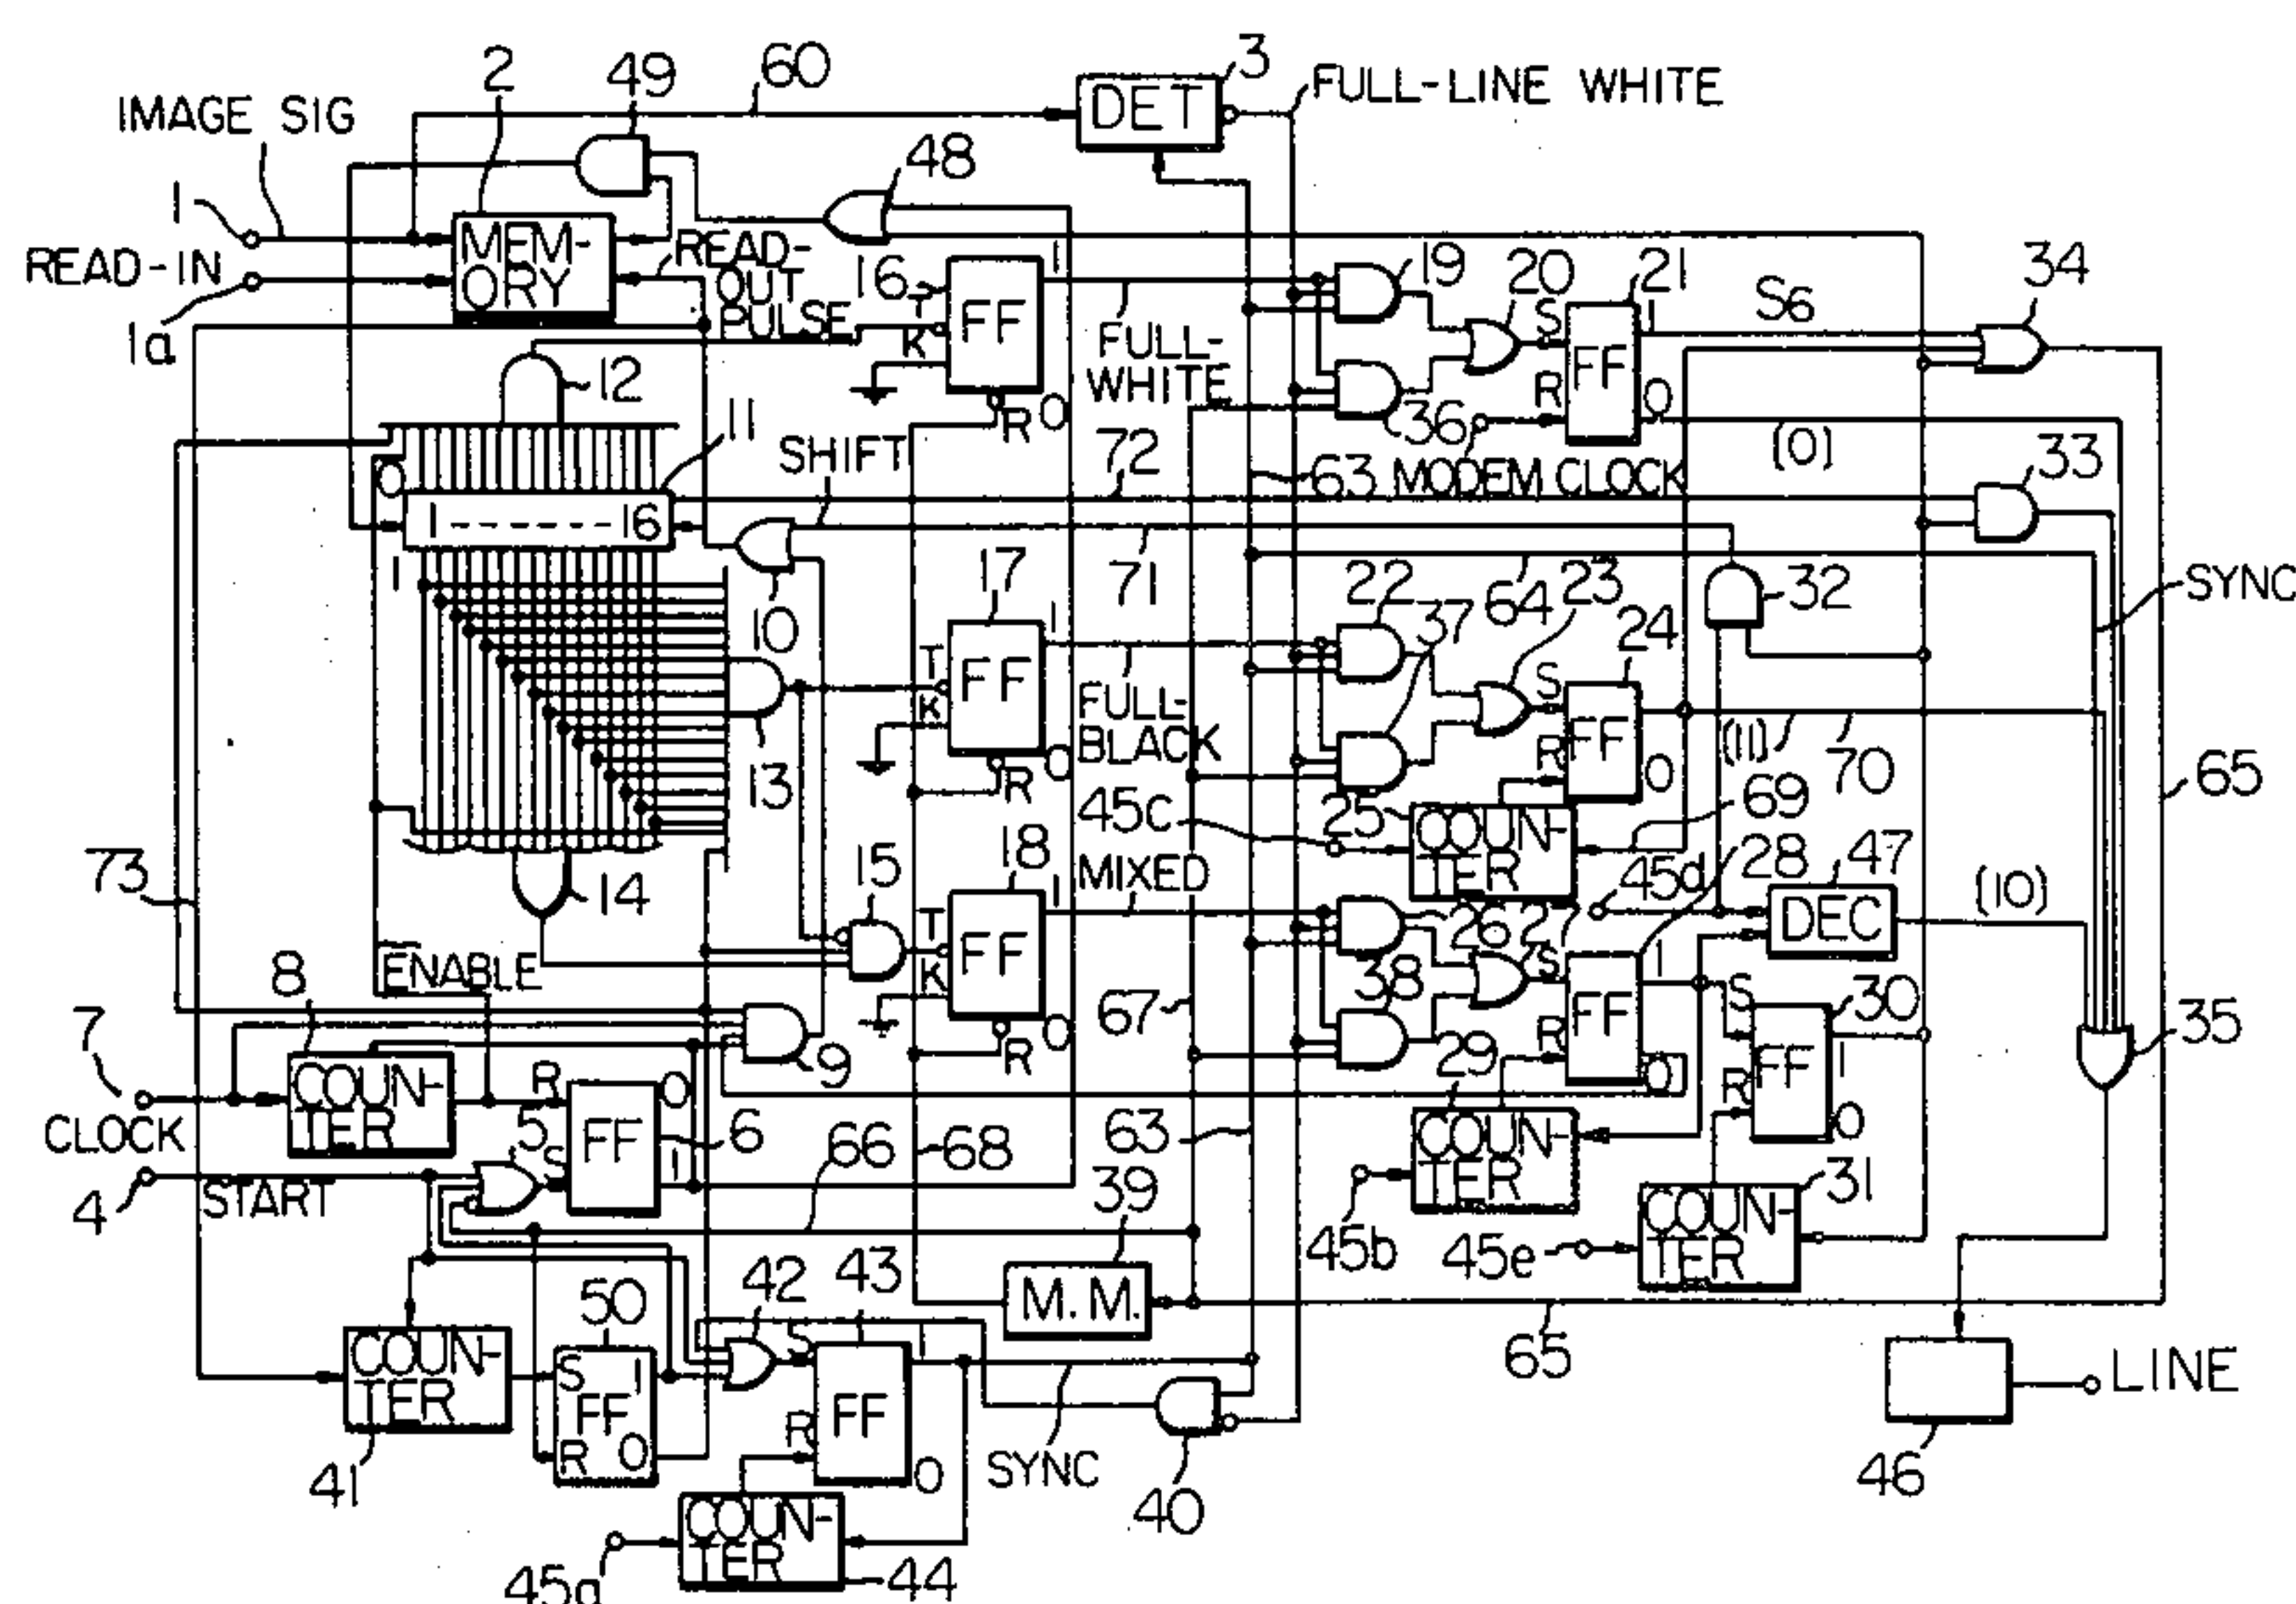 2
49
60
3
FULL-LINE WHITE
IMAGE SIG
DET
48
1
MEM-
ORY
READ-
OUT
PULSE
READ-IN
1a
16
T
K
FF
1
R
0
FULL-
WHITE
19
20
21
S
FF
R
1
0
S6
34
36
MODEM CLOCK
(0)
12
11
SHIFT
72
63
33
0
1------16
1
10
71
64
32
SYNC
17
T
K
FF
1
R
0
FULL-
BLACK
22
37
23
24
S
FF
R
0
(11)
70
65
13
45c
25
COUN-
TER
69
28
47
73
14
15
18
MIXED
45d
T
K
FF
1
R
0
26
27
38
S
FF
R
1
0
DEC
(10)
ENABLE
8
7
CLOCK
COUN-
TER
9
67
29
COUN-
TER
S
FF
R
1
0
30
35
5
R
S
FF
0
1
6
66
68
63
39
M.M.
45b
45e
COUN-
TER
31
4
START
50
42
43
65
COUN-
TER
41
S
FF
R
1
0
S
FF
R
1
0
SYNC
40
LINE
46
45a
COUN-
TER
44